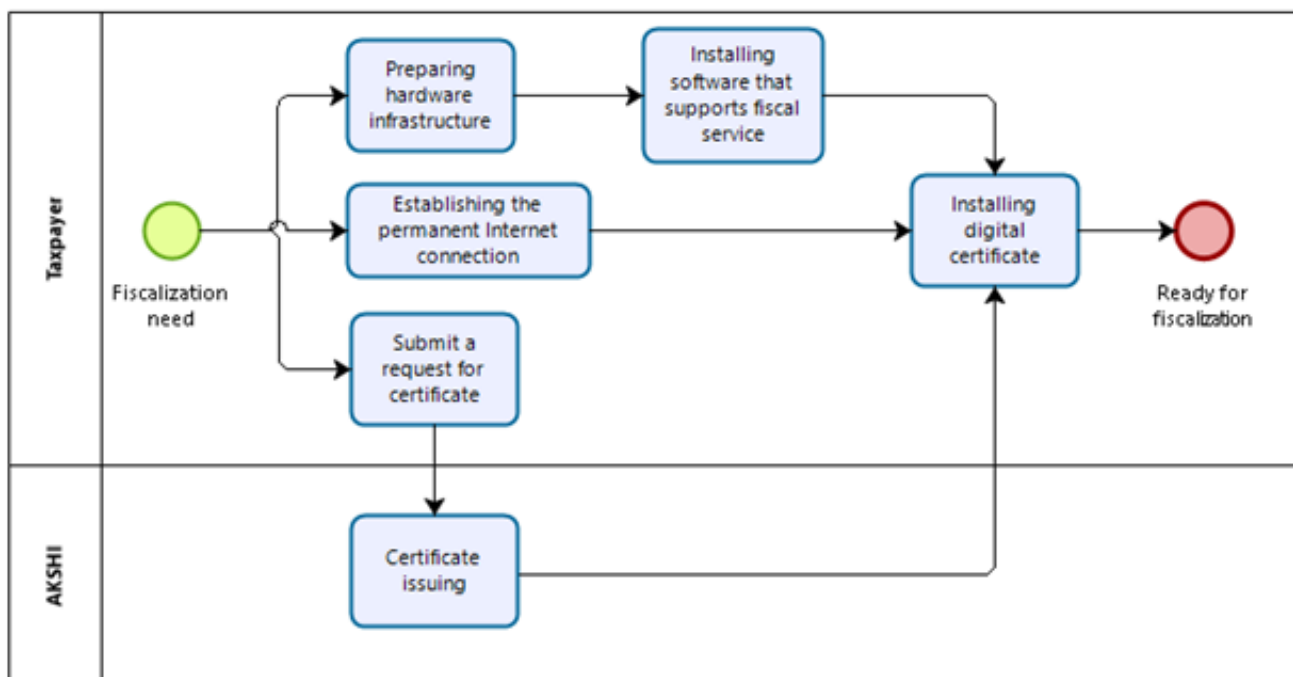 Taxpayer
Fiscalization
need
Preparing
hardware
infrastructure
Installing
software that
supports fiscal
service
Establishing the
permanent Internet
connection
Submit a
request for
certificate
Installing
digital
certificate
Ready for
fiscalization
AKSHI
Certificate
issuing